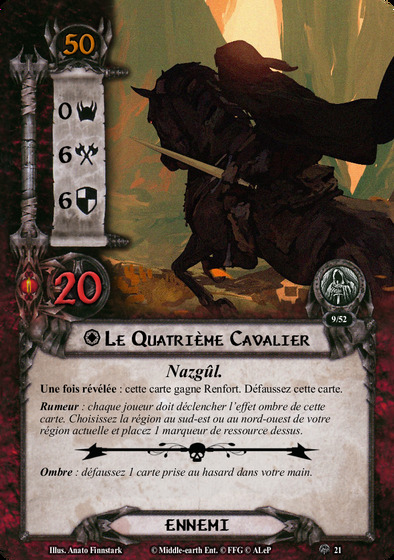 50
0
6
6
20
9/52
Le Quatrième Cavalier
Nazgûl.
Une fois révélée : cette carte gagne Renfort. Défaussez cette carte.
Rumeur : chaque joueur doit déclencher l'effet ombre de cette
carte. Choisissez la région au sud-est ou au nord-ouest de votre
région actuelle et placez 1 marqueur de ressource dessus.
Ombre : défaussez 1 carte prise au hasard dans votre main.
ENNEMI
Illus. Anato Finnstark © Middle-earth Ent. © FFG © ALeP 21